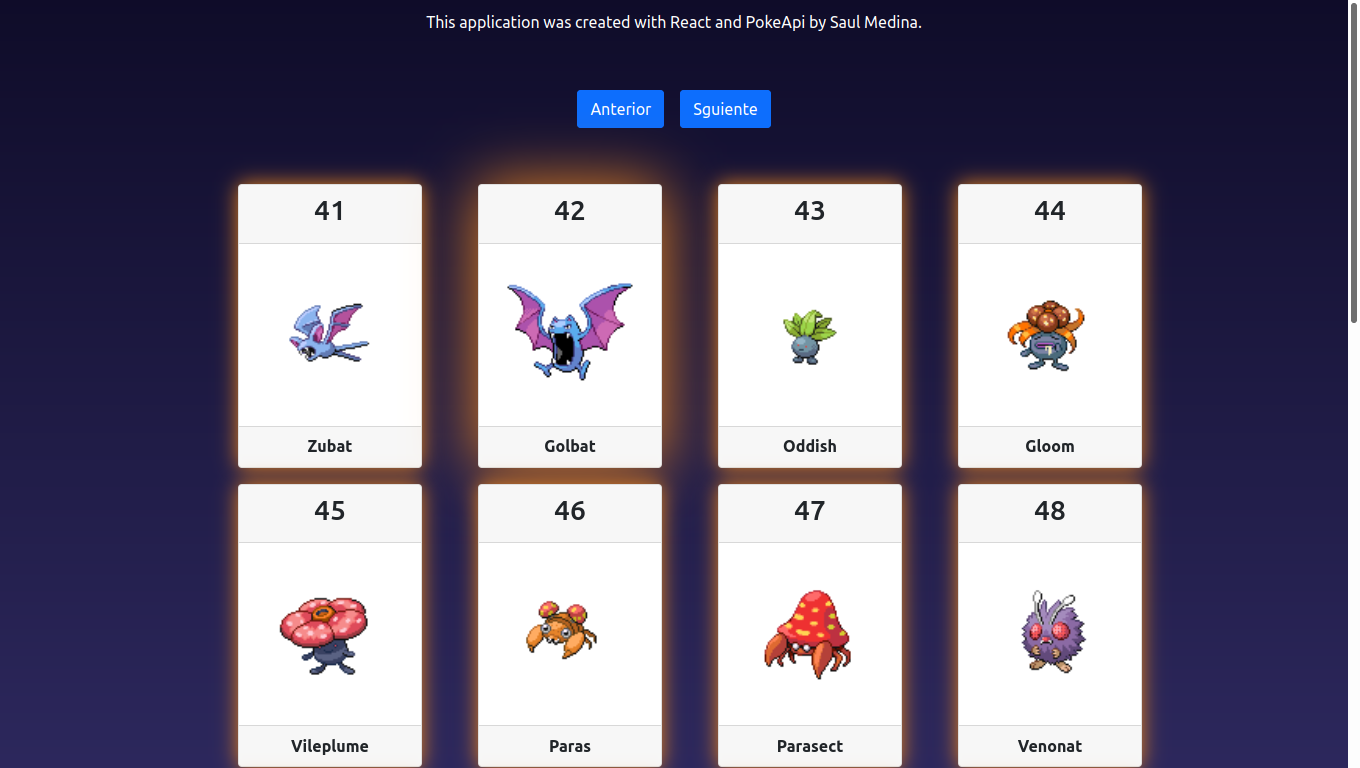 This application was created with React and PokeApi by Saul Medina.
Anterior
Sguiente
41
42
43
44
Zubat
Golbat
Oddish
Gloom
45
46
47
48
Vileplume
Paras
Parasect
Venonat